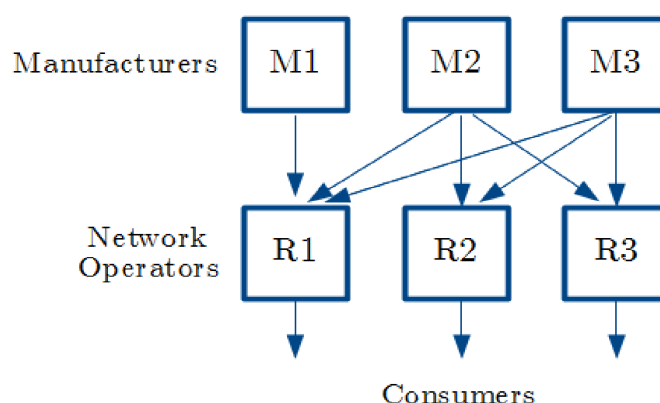 Manufacturers M1 M2 M3
Network
Operators
R1 R2 R3
Consumers